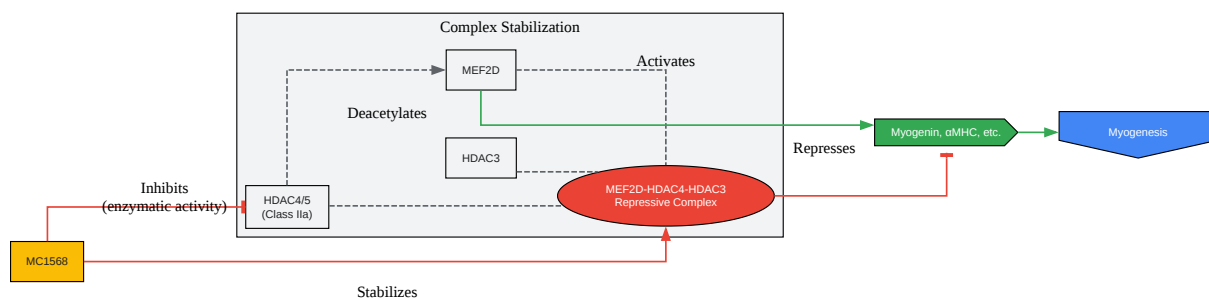 Complex Stabilization
MEF2D
Activates
Deacetylates
Myogenin, αMHC, etc.
Myogenesis
Represses
HDAC3
Inhibits
(enzymatic activity)
HDAC4/5
(Class IIa)
MEF2D-HDAC4-HDAC3
Repressive Complex
MC1568
Stabilizes